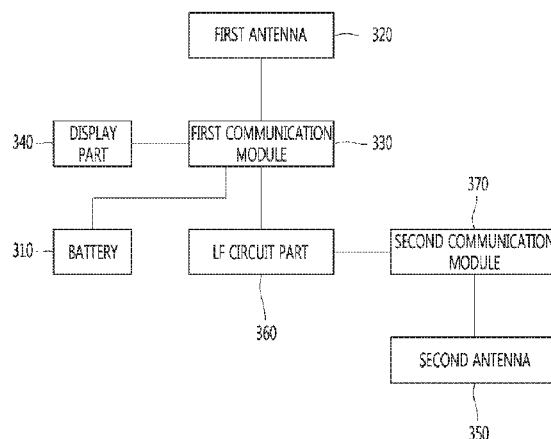 FIRST ANTENNA
320
340
DISPLAY
PART
FIRST COMMUNICATION
MODULE
330
370
310
BATTERY
LF CIRCUIT PART
SECOND COMMUNICATION
MODULE
360
SECOND ANTENNA
350